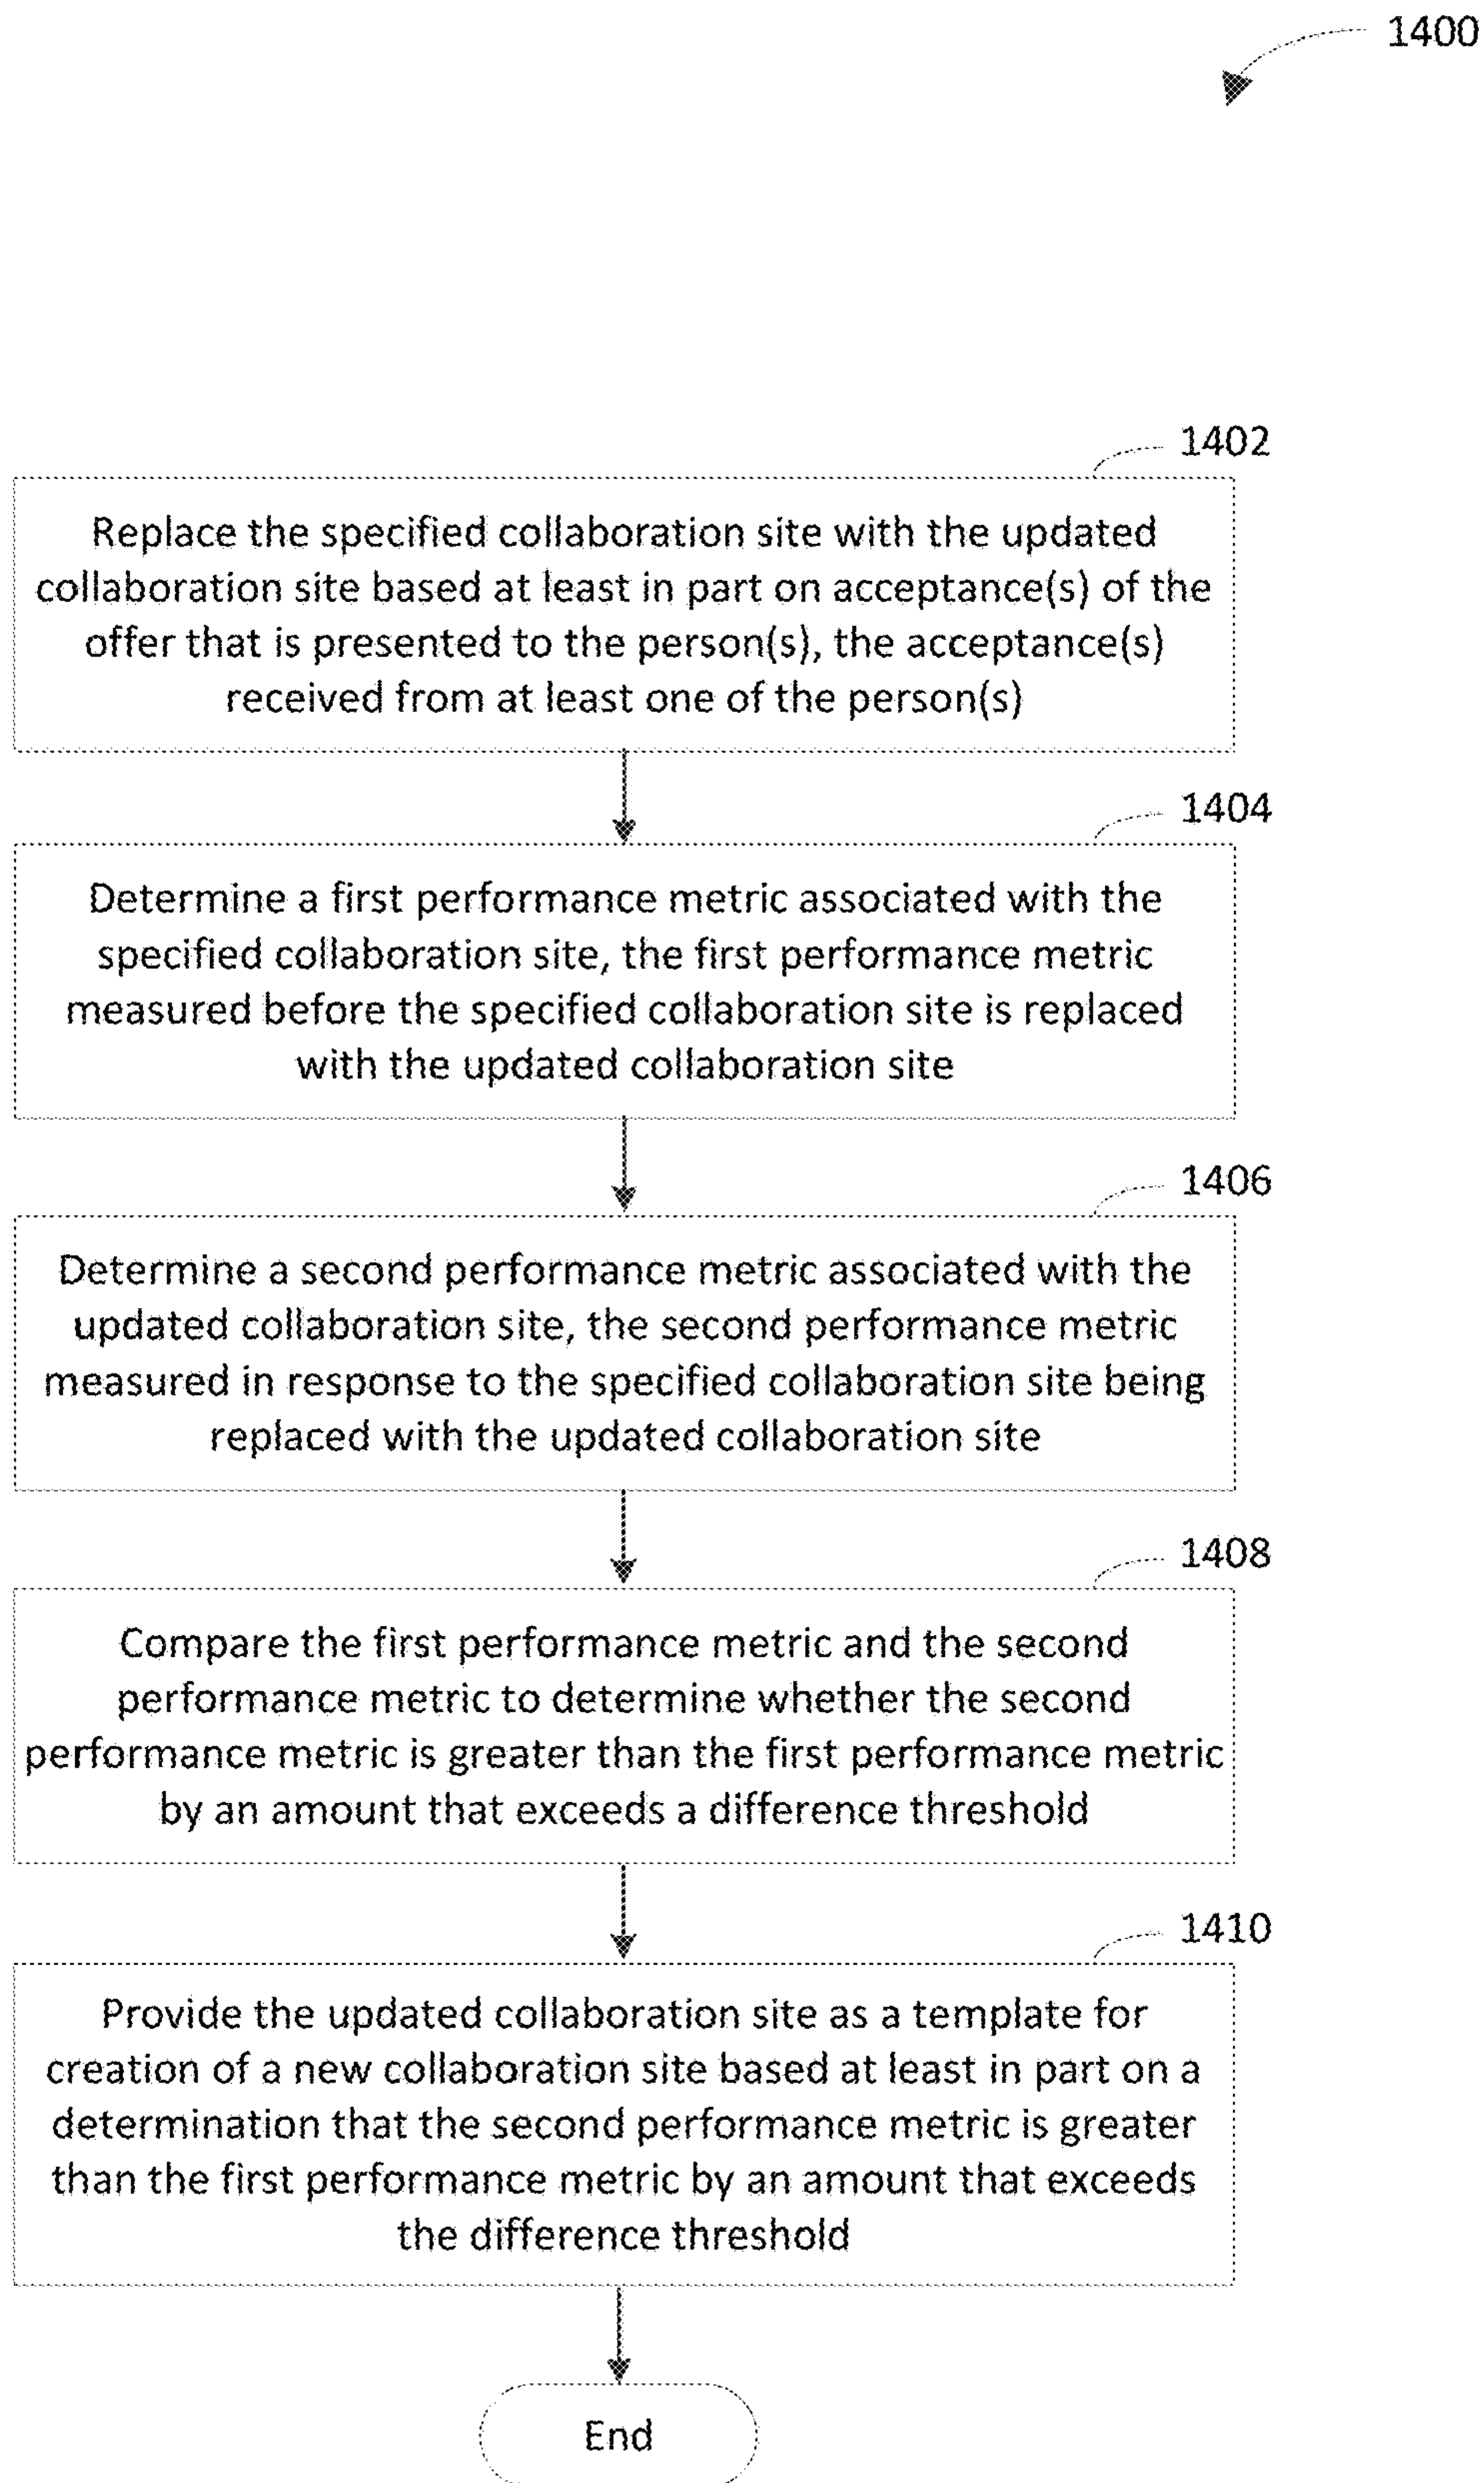 1400
1402
Replace the specified collaboration site with the updated
collaboration site based at least in part on acceptance(s) of the
offer that is presented to the person(s), the acceptance(s)
received from at least one of the person(s)
1404
Determine a first performance metric associated with the
specified collaboration site, the first performance metric
measured before the specified collaboration site is replaced
with the updated collaboration site
1406
Determine a second performance metric associated with the
updated collaboration site, the second performance metric
measured in response to the specified collaboration site being
replaced with the updated collaboration site
1408
Compare the first performance metric and the second
performance metric to determine whether the second
performance metric is greater than the first performance metric
by an amount that exceeds a difference threshold
1410
Provide the updated collaboration site as a template for
creation of a new collaboration site based at least in part on a
determination that the second performance metric is greater
than the first performance metric by an amount that exceeds
the difference threshold
End